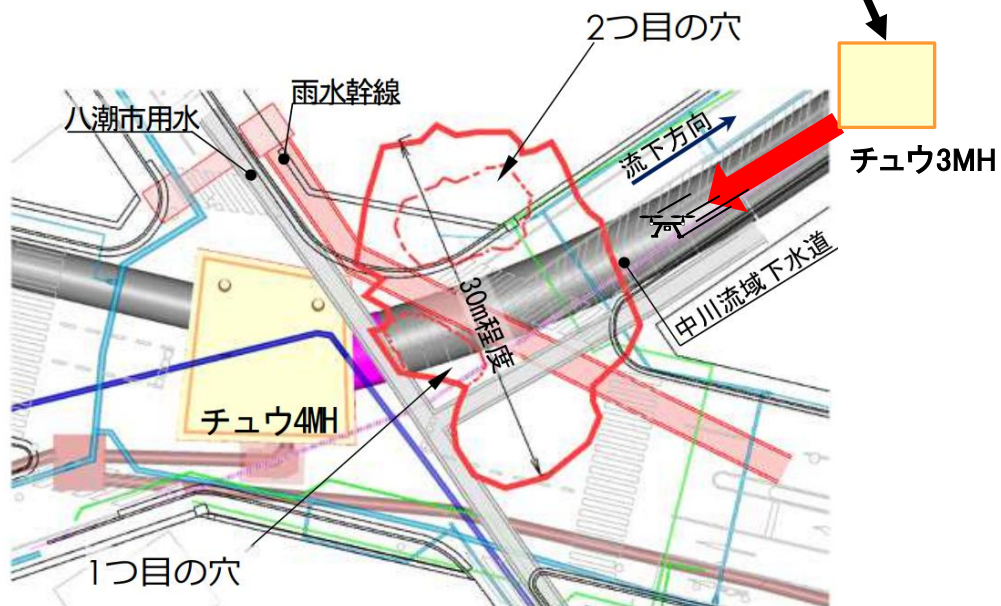 2つ目の穴
雨水幹線
八潮市用水
流下方向
チュウ3MH
30m程度
中川流域下水道
チュウ4MH
1つ目の穴